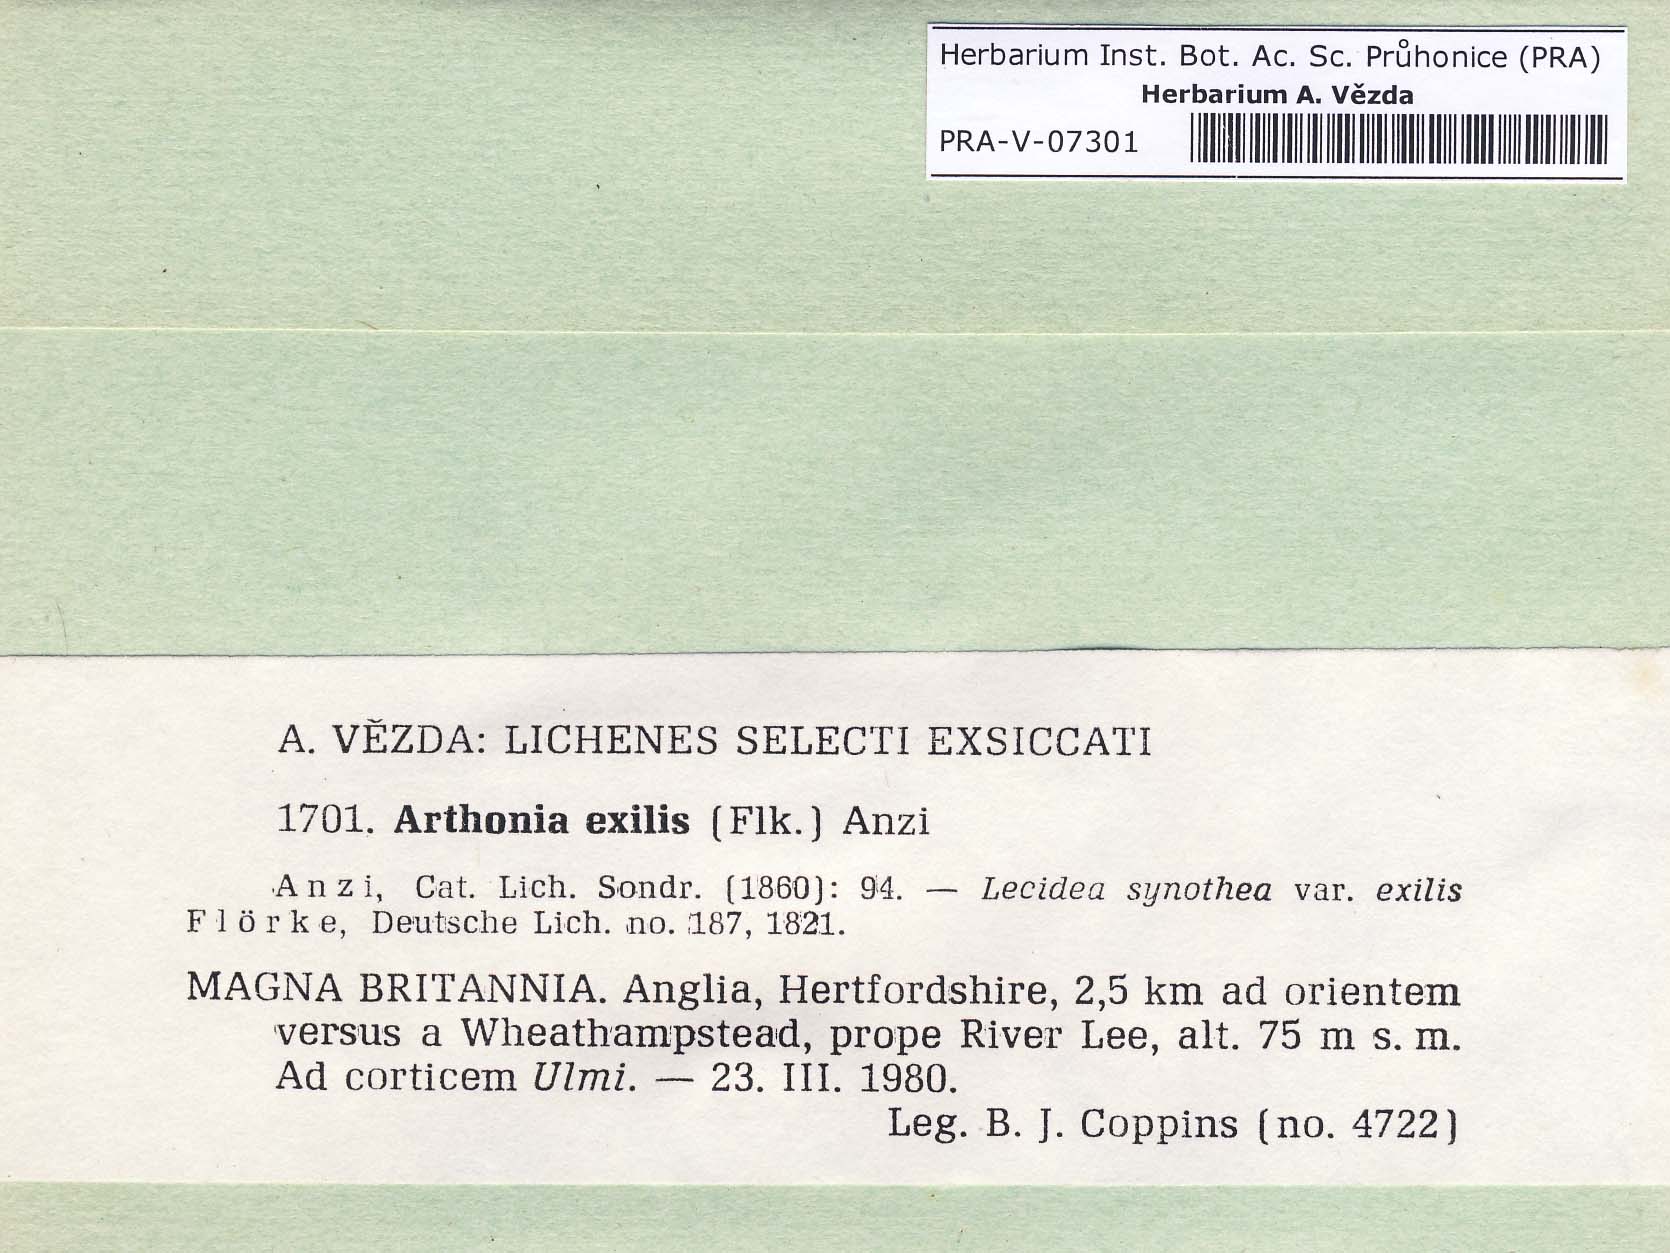 Herbarium Inst. Bot. Ac. Sc. Průhonice (PRA)
Herbarium A. Vězda
PRA-V-07301
A. VĚZDA: LICHENES SELECTI EXSICCATI
1701. Arthonia exilis (Flk.) Anzi
Anzi, Cat. Lich. Sondr. (1860): 94. — Lecidea synothea var. exilis
Flörke, Deutsche Lich. no. 187, 1821.
MAGNA BRITANNIA. Anglia, Hertfordshire, 2,5 km ad orientem
versus a Wheathampstead, prope River Lee, alt. 75 m s. m.
Ad corticem Ulmi. — 23. III. 1980.
Leg. B. J. Coppins (no. 4722)